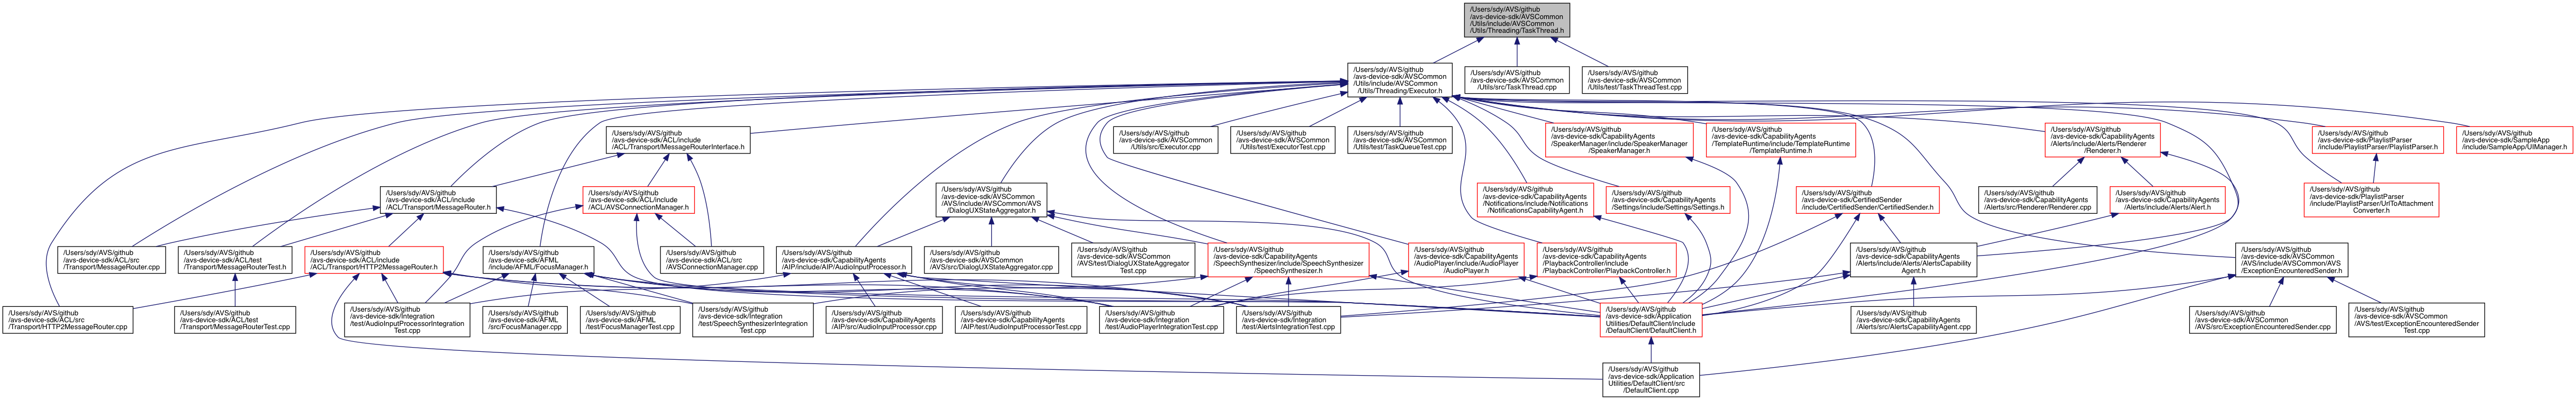 /Users/sdy/AVS/github
/avs-device-sdk/AVSCommon
/Utils/include/AVSCommon
/Utils/Threading/TaskThread.h
/Users/sdy/AVS/github
/avs-device-sdk/AVSCommon
/Utils/include/AVSCommon
/Utils/Threading/Executor.h
/Users/sdy/AVS/github
/avs-device-sdk/AVSCommon
/Utils/src/TaskThread.cpp
/Users/sdy/AVS/github
/avs-device-sdk/AVSCommon
/Utils/test/TaskThreadTest.cpp
/Users/sdy/AVS/github
/avs-device-sdk/ACL/include
/ACL/Transport/MessageRouterInterface.h
/Users/sdy/AVS/github
/avs-device-sdk/AVSCommon
/Utils/src/Executor.cpp
/Users/sdy/AVS/github
/avs-device-sdk/AVSCommon
/Utils/test/ExecutorTest.cpp
/Users/sdy/AVS/github
/avs-device-sdk/AVSCommon
/Utils/test/TaskQueueTest.cpp
/Users/sdy/AVS/github
/avs-device-sdk/CapabilityAgents
/SpeakerManager/include/SpeakerManager
/SpeakerManager.h
/Users/sdy/AVS/github
/avs-device-sdk/CapabilityAgents
/TemplateRuntime/include/TemplateRuntime
/TemplateRuntime.h
/Users/sdy/AVS/github
/avs-device-sdk/CapabilityAgents
/Alerts/include/Alerts/Renderer
/Renderer.h
/Users/sdy/AVS/github
/avs-device-sdk/PlaylistParser
/include/PlaylistParser/PlaylistParser.h
/Users/sdy/AVS/github
/avs-device-sdk/SampleApp
/include/SampleApp/UIManager.h
/Users/sdy/AVS/github
/avs-device-sdk/ACL/include
/ACL/Transport/MessageRouter.h
/Users/sdy/AVS/github
/avs-device-sdk/ACL/include
/ACL/AVSConnectionManager.h
/Users/sdy/AVS/github
/avs-device-sdk/AVSCommon
/AVS/include/AVSCommon/AVS
/DialogUXStateAggregator.h
/Users/sdy/AVS/github
/avs-device-sdk/CapabilityAgents
/Notifications/include/Notifications
/NotificationsCapabilityAgent.h
/Users/sdy/AVS/github
/avs-device-sdk/CapabilityAgents
/Settings/include/Settings/Settings.h
/Users/sdy/AVS/github
/avs-device-sdk/CertifiedSender
/include/CertifiedSender/CertifiedSender.h
/Users/sdy/AVS/github
/avs-device-sdk/CapabilityAgents
/Alerts/src/Renderer/Renderer.cpp
/Users/sdy/AVS/github
/avs-device-sdk/CapabilityAgents
/Alerts/include/Alerts/Alert.h
/Users/sdy/AVS/github
/avs-device-sdk/PlaylistParser
/include/PlaylistParser/UrlToAttachment
Converter.h
/Users/sdy/AVS/github
/avs-device-sdk/ACL/src
/Transport/MessageRouter.cpp
/Users/sdy/AVS/github
/avs-device-sdk/ACL/test
/Transport/MessageRouterTest.h
/Users/sdy/AVS/github
/avs-device-sdk/ACL/include
/ACL/Transport/HTTP2MessageRouter.h
/Users/sdy/AVS/github
/avs-device-sdk/AFML
/include/AFML/FocusManager.h
/Users/sdy/AVS/github
/avs-device-sdk/ACL/src
/AVSConnectionManager.cpp
/Users/sdy/AVS/github
/avs-device-sdk/CapabilityAgents
/AIP/include/AIP/AudioInputProcessor.h
/Users/sdy/AVS/github
/avs-device-sdk/AVSCommon
/AVS/src/DialogUXStateAggregator.cpp
/Users/sdy/AVS/github
/avs-device-sdk/AVSCommon
/AVS/test/DialogUXStateAggregator
Test.cpp
/Users/sdy/AVS/github
/avs-device-sdk/CapabilityAgents
/SpeechSynthesizer/include/SpeechSynthesizer
/SpeechSynthesizer.h
/Users/sdy/AVS/github
/avs-device-sdk/CapabilityAgents
/AudioPlayer/include/AudioPlayer
/AudioPlayer.h
/Users/sdy/AVS/github
/avs-device-sdk/CapabilityAgents
/PlaybackController/include
/PlaybackController/PlaybackController.h
/Users/sdy/AVS/github
/avs-device-sdk/CapabilityAgents
/Alerts/include/Alerts/AlertsCapability
Agent.h
/Users/sdy/AVS/github
/avs-device-sdk/AVSCommon
/AVS/include/AVSCommon/AVS
/ExceptionEncounteredSender.h
/Users/sdy/AVS/github
/avs-device-sdk/ACL/src
/Transport/HTTP2MessageRouter.cpp
/Users/sdy/AVS/github
/avs-device-sdk/ACL/test
/Transport/MessageRouterTest.cpp
/Users/sdy/AVS/github
/avs-device-sdk/Integration
/test/AudioInputProcessorIntegration
Test.cpp
/Users/sdy/AVS/github
/avs-device-sdk/AFML
/src/FocusManager.cpp
/Users/sdy/AVS/github
/avs-device-sdk/AFML
/test/FocusManagerTest.cpp
/Users/sdy/AVS/github
/avs-device-sdk/Integration
/test/SpeechSynthesizerIntegration
Test.cpp
/Users/sdy/AVS/github
/avs-device-sdk/CapabilityAgents
/AIP/src/AudioInputProcessor.cpp
/Users/sdy/AVS/github
/avs-device-sdk/CapabilityAgents
/AIP/test/AudioInputProcessorTest.cpp
/Users/sdy/AVS/github
/avs-device-sdk/Integration
/test/AudioPlayerIntegrationTest.cpp
/Users/sdy/AVS/github
/avs-device-sdk/Integration
/test/AlertsIntegrationTest.cpp
/Users/sdy/AVS/github
/avs-device-sdk/Application
Utilities/DefaultClient/include
/DefaultClient/DefaultClient.h
/Users/sdy/AVS/github
/avs-device-sdk/CapabilityAgents
/Alerts/src/AlertsCapabilityAgent.cpp
/Users/sdy/AVS/github
/avs-device-sdk/AVSCommon
/AVS/src/ExceptionEncounteredSender.cpp
/Users/sdy/AVS/github
/avs-device-sdk/AVSCommon
/AVS/test/ExceptionEncounteredSender
Test.cpp
/Users/sdy/AVS/github
/avs-device-sdk/Application
Utilities/DefaultClient/src
/DefaultClient.cpp